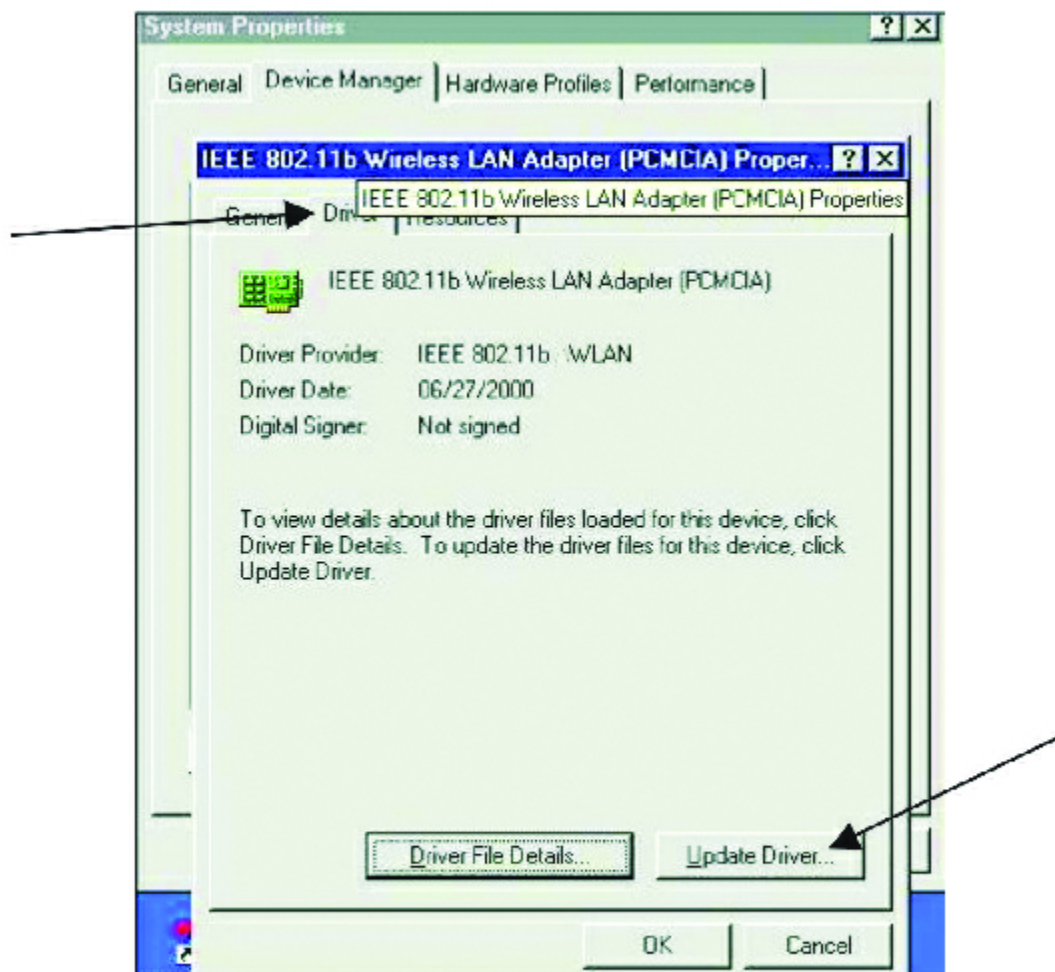 System Properties
General Device Manager Hardware Profiles Performance
IEEE 802.11b Wireless LAN Adapter (PCMCIA) Proper... 
IEEE 802.11b Wireless LAN Adapter (PCMCIA) Properties
General Driver Resources
IEEE 802.11b Wireless LAN Adapter (PCMCIA)
Driver Provider: IEEE 802.11b WLAN
Driver Date: 06/27/2000
Digital Signer: Not signed
To view details about the driver files loaded for this device, click
Driver File Details. To update the driver files for this device, click
Update Driver.
Driver File Details... Update Driver...
OK Cancel